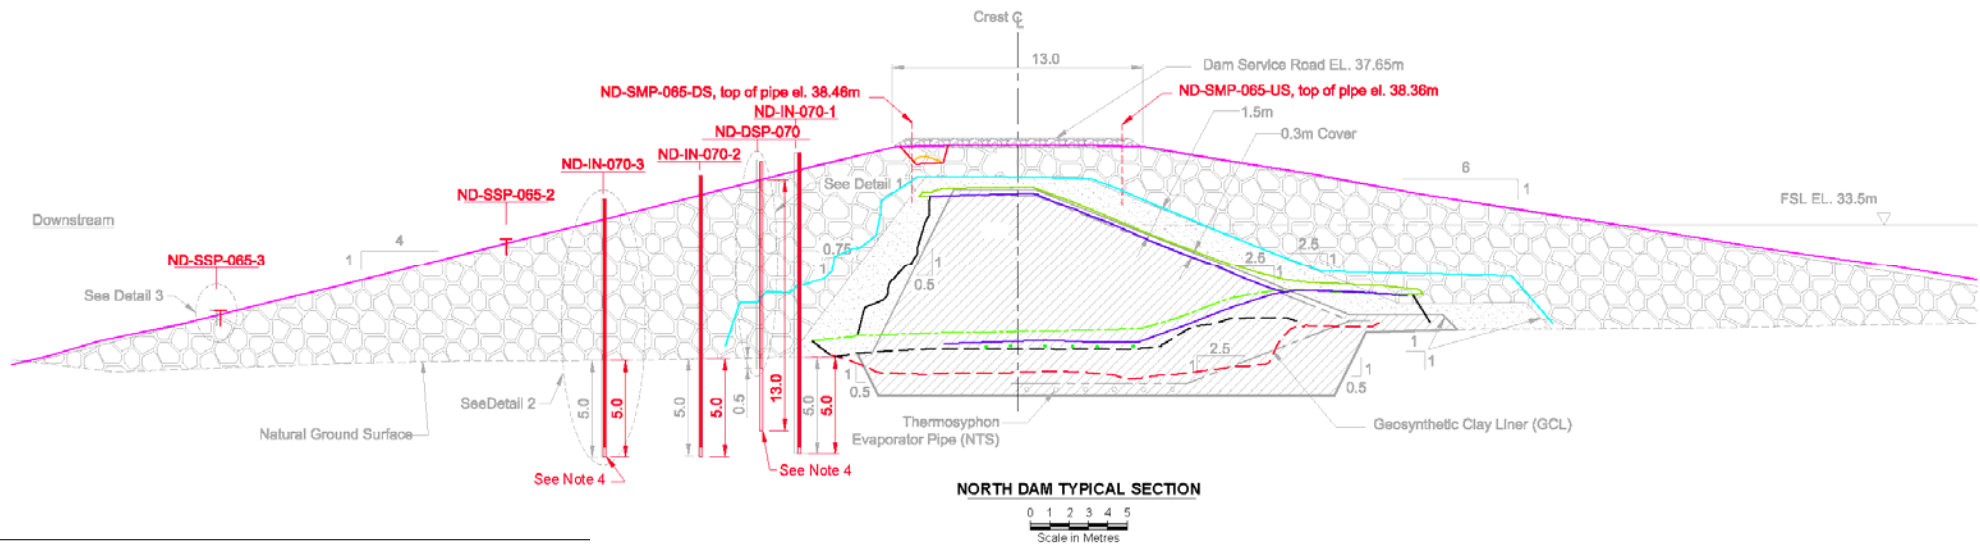 Crest ℄
13.0
Dam Service Road EL. 37.65m
ND-SMP-065-DS, top of pipe el. 38.46m
ND-SMP-065-US, top of pipe el. 38.36m
ND-IN-070-1
1.5m
ND-DSP-070
0.3m Cover
ND-IN-070-2
ND-IN-070-3
6
1
See Detail 1
ND-SSP-065-2
FSL EL. 33.5m
Downstream
4
1
0.75
1
2.5
1
2.5
1
ND-SSP-065-3
1
0.5
See Detail 3
1
1
1
2.5
1
1
0.5
1
0.5
5.0
5.0
5.0
5.0
0.5
13.0
5.0
5.0
SeeDetail 2
Natural Ground Surface
Thermosyphon
Evaporator Pipe (NTS)
Geosynthetic Clay Liner (GCL)
See Note 4
See Note 4
NORTH DAM TYPICAL SECTION
0 1 2 3 4 5
Scale in Metres